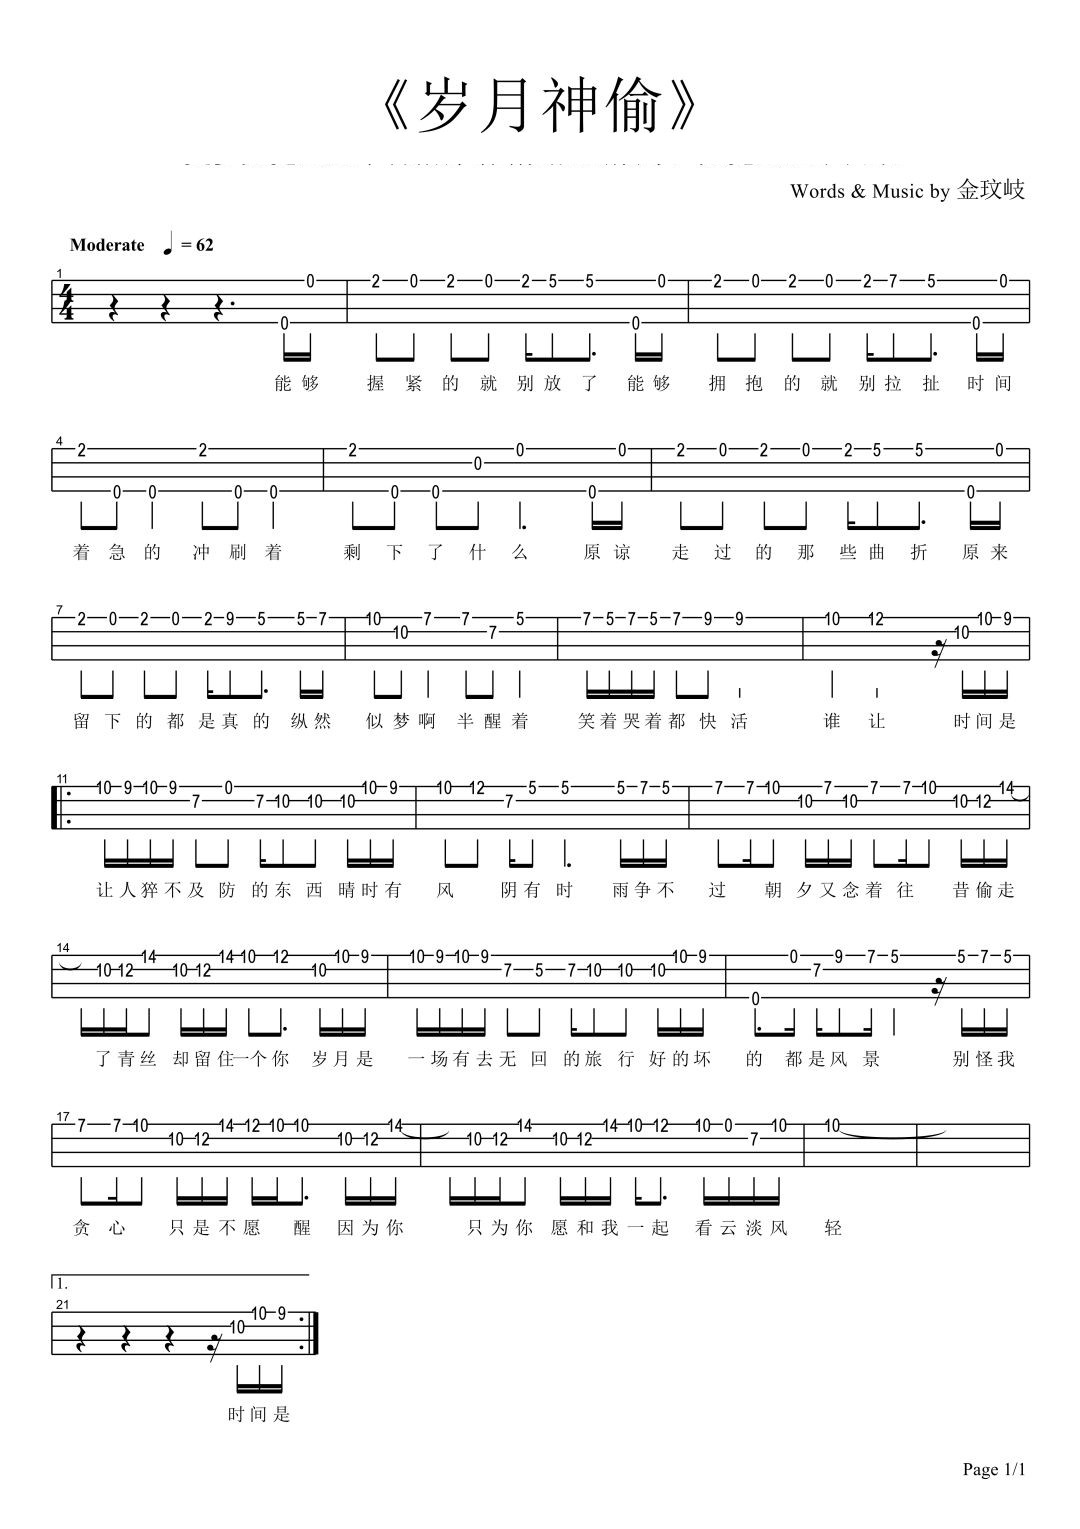 《岁月神偷》
Words & Music by 金玟岐
Moderate = 62
1
4
4
0 0 2 0 2 0 2 5 5 0 0 2 0 2 0 2 7 5 0 0
能够 握紧的就别放了能够 拥抱的就别拉扯 时间
4
2 0 0 2 0 0 2 0 0 0 0 0 0 2 0 2 0 2 5 5 0 0
着急的 冲刷着 剩下了什么 原谅 走过的那些曲折 原来
7
2 0 2 0 2 9 5 5 7 10 10 7 7 7 5 7 5 7 5 7 9 9 10 12 10 10 9
留下的都是真的 纵然 似梦啊半醒着 笑着哭着都快活 谁让 时间是
11
10 9 10 9 7 0 7 10 10 10 10 9 10 12 7 5 5 5 7 5 7 7 10 10 7 10 7 7 10 10 12 14
让人猝不及防的东西晴时有 风 阴有时 雨争不 过 朝夕又念着往 昔偷走
14
10 12 14 10 12 14 10 12 10 10 9 10 9 10 9 7 5 7 10 10 10 10 9 0 0 7 9 7 5 5 7 5
了青丝 却留住一个你 岁月是 一场有去无回的旅行好的坏 的 都是风景 别怪我
17
7 7 10 10 12 14 12 10 10 10 12 14 10 12 14 10 12 14 10 10 12 10 0 7 10 10
贪心 只是不愿 醒 因为你 只为你 愿和我一起 看云淡风 轻
1.
21
10 10 9
时间是
Page 1/1